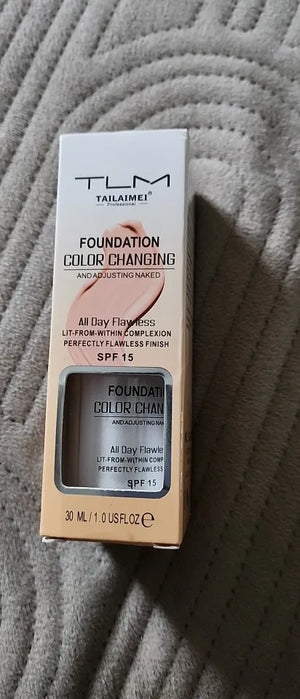 TLM
TAILAIMEI®
Professional
FOUNDATION
COLOR CHANGING
AND ADJUSTING NAKED
All Day Flawless
LIT-FROM-WITHIN COMPLEXION
PERFECTLY FLAWLESS FINISH
SPF 15
FOUNDATI
COLOR CHAN
AND ADJUSTING NAK
All Day Flawle
LIT-FROM-WITHIN COMP
PERFECTLY FLAWLESS
SPF 15
30 ML / 1.0 US FL OZ ℮